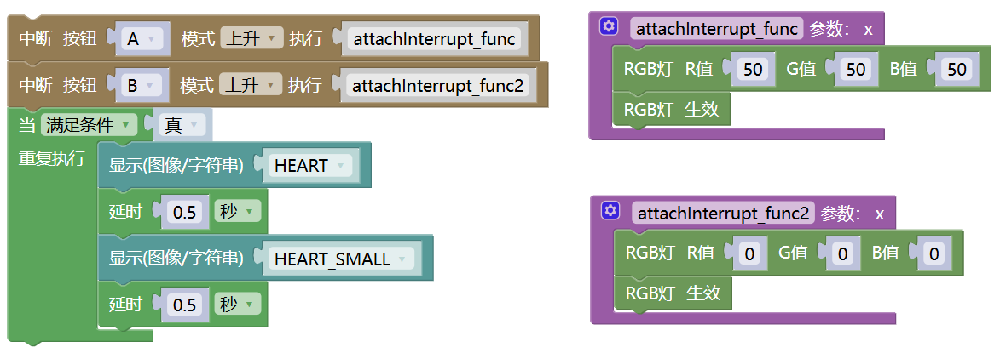 中断 按钮 A 模式 上升 执行 attachInterrupt_func
中断 按钮 B 模式 上升 执行 attachInterrupt_func2
当 满足条件 真
重复执行
显示(图像/字符串) HEART
延时 0.5 秒
显示(图像/字符串) HEART_SMALL
延时 0.5 秒
attachInterrupt_func 参数: x
RGB灯 R值 50 G值 50 B值 50
RGB灯 生效
attachInterrupt_func2 参数: x
RGB灯 R值 0 G值 0 B值 0
RGB灯 生效